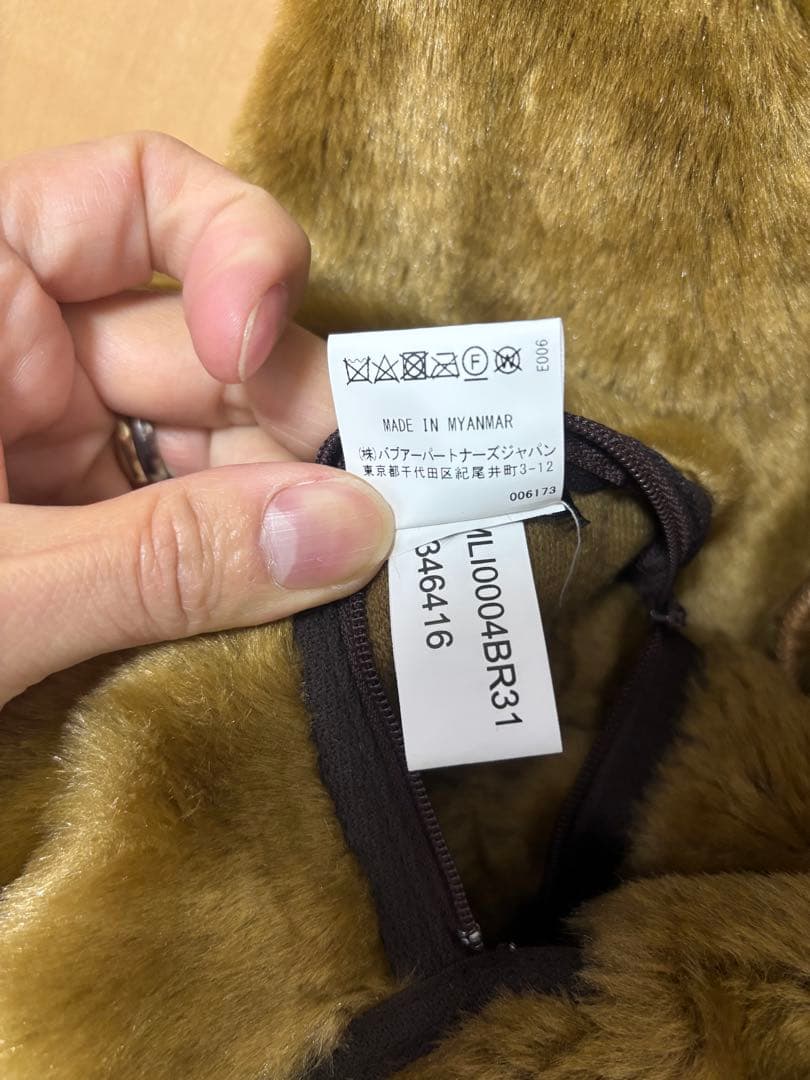 E006
MADE IN MYANMAR
(株)バブアーパートナーズジャパン
東京都千代田区紀尾井町3-12
006173
MLI0004BR31
346416